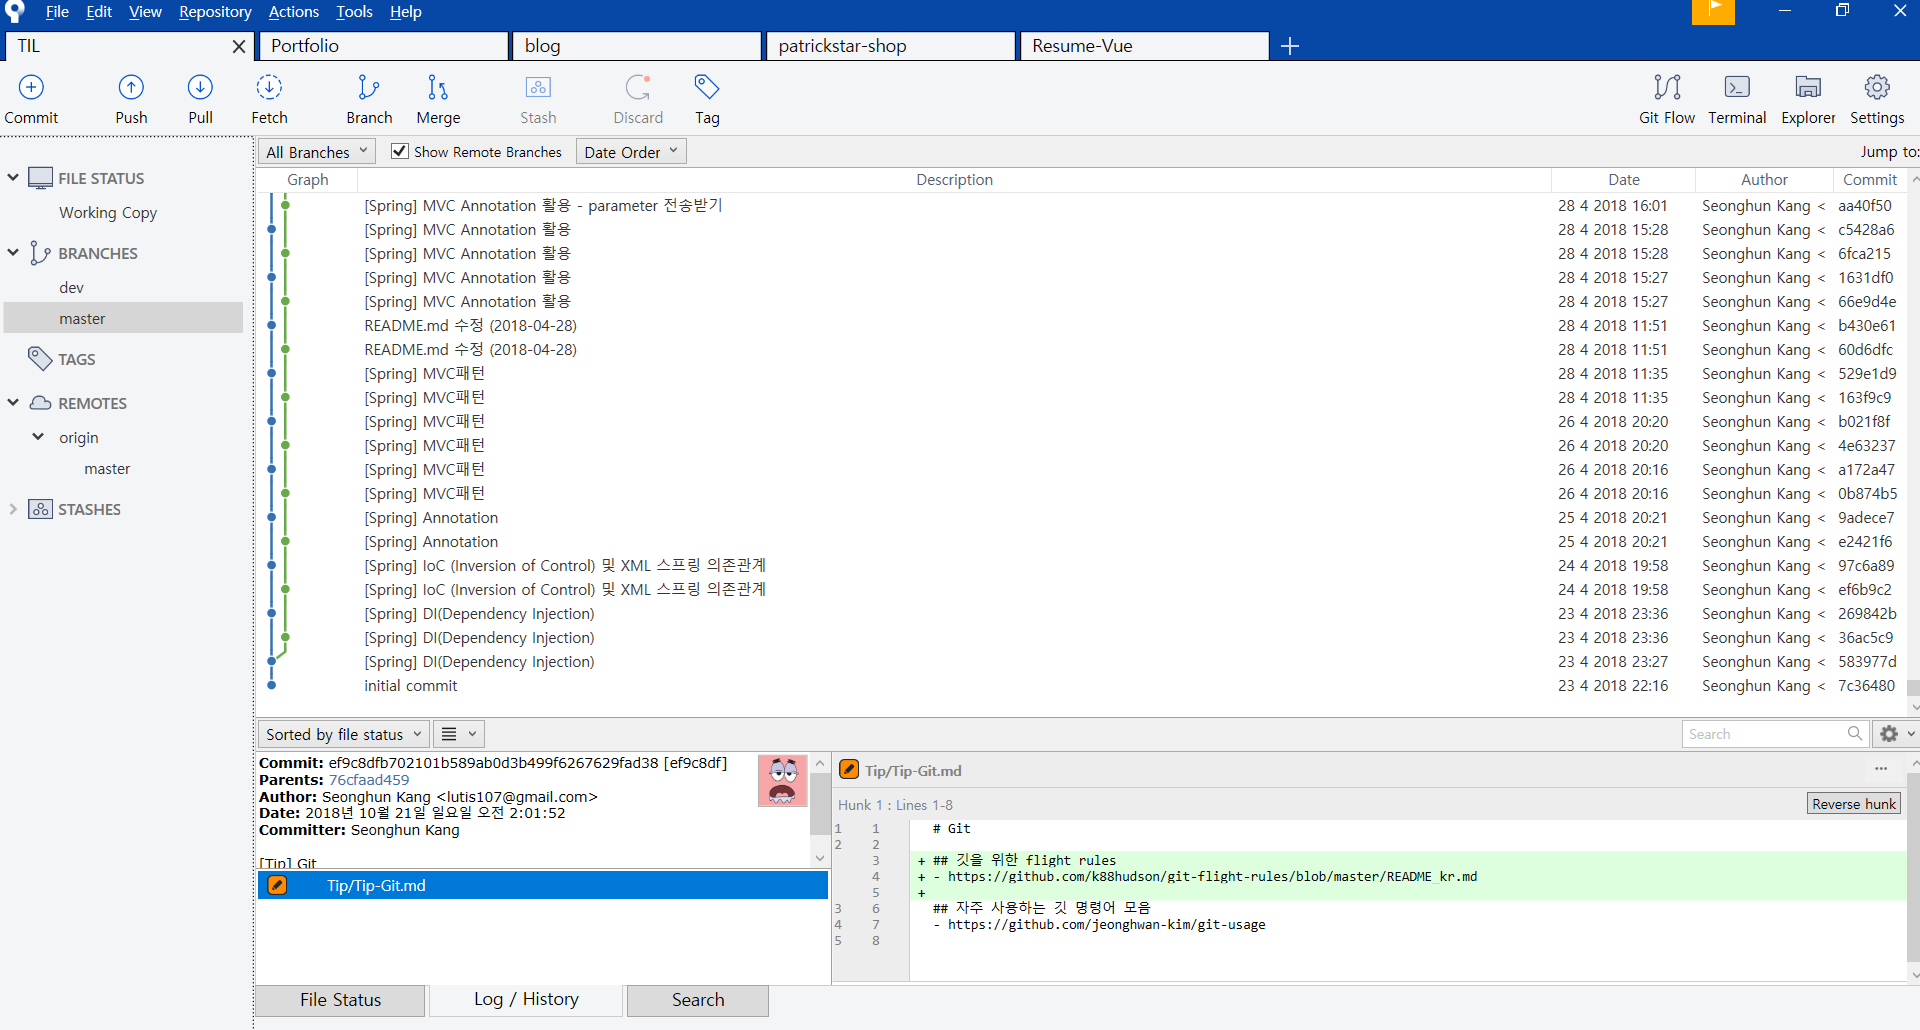 File Edit View Repository Actions Tools Help
TIL Portfolio blog patrickstar-shop Resume-Vue
Commit Push Pull Fetch Branch Merge Stash Discard Tag Git Flow Terminal Explorer Settings
All Branches Show Remote Branches Date Order Jump to:
FILE STATUS
Working Copy
BRANCHES
dev
master
TAGS
REMOTES
origin
master
STASHES
Graph Description Date Author Commit
[Spring] MVC Annotation 활용 - parameter 전송받기 28 4 2018 16:01 Seonghun Kang < aa40f50
[Spring] MVC Annotation 활용 28 4 2018 15:28 Seonghun Kang < c5428a6
[Spring] MVC Annotation 활용 28 4 2018 15:28 Seonghun Kang < 6fca215
[Spring] MVC Annotation 활용 28 4 2018 15:27 Seonghun Kang < 1631df0
[Spring] MVC Annotation 활용 28 4 2018 15:27 Seonghun Kang < 66e9d4e
README.md 수정 (2018-04-28) 28 4 2018 11:51 Seonghun Kang < b430e61
README.md 수정 (2018-04-28) 28 4 2018 11:51 Seonghun Kang < 60d6dfc
[Spring] MVC패턴 28 4 2018 11:35 Seonghun Kang < 529e1d9
[Spring] MVC패턴 28 4 2018 11:35 Seonghun Kang < 163f9c9
[Spring] MVC패턴 26 4 2018 20:20 Seonghun Kang < b021f8f
[Spring] MVC패턴 26 4 2018 20:20 Seonghun Kang < 4e63237
[Spring] MVC패턴 26 4 2018 20:16 Seonghun Kang < a172a47
[Spring] MVC패턴 26 4 2018 20:16 Seonghun Kang < 0b874b5
[Spring] Annotation 25 4 2018 20:21 Seonghun Kang < 9adece7
[Spring] Annotation 25 4 2018 20:21 Seonghun Kang < e2421f6
[Spring] IoC (Inversion of Control) 및 XML 스프링 의존관계 24 4 2018 19:58 Seonghun Kang < 97c6a89
[Spring] IoC (Inversion of Control) 및 XML 스프링 의존관계 24 4 2018 19:58 Seonghun Kang < ef6b9c2
[Spring] DI(Dependency Injection) 23 4 2018 23:36 Seonghun Kang < 269842b
[Spring] DI(Dependency Injection) 23 4 2018 23:36 Seonghun Kang < 36ac5c9
[Spring] DI(Dependency Injection) 23 4 2018 23:27 Seonghun Kang < 583977d
initial commit 23 4 2018 22:16 Seonghun Kang < 7c36480
Sorted by file status Search
Commit: ef9c8dfb702101b589ab0d3b499f6267629fad38 [ef9c8df]
Parents: 76cfaad459
Author: Seonghun Kang <lutis107@gmail.com>
Date: 2018년 10월 21일 일요일 오전 2:01:52
Committer: Seonghun Kang
[Tip] Git
Tip/Tip-Git.md
Tip/Tip-Git.md ...
Hunk 1 : Lines 1-8 Reverse hunk
1 1 # Git
2 2
3 + ## 깃을 위한 flight rules
4 + - https://github.com/k88hudson/git-flight-rules/blob/master/README_kr.md
5 +
3 6 ## 자주 사용하는 깃 명령어 모음
4 7 - https://github.com/jeonghwan-kim/git-usage
5 8
File Status Log / History Search